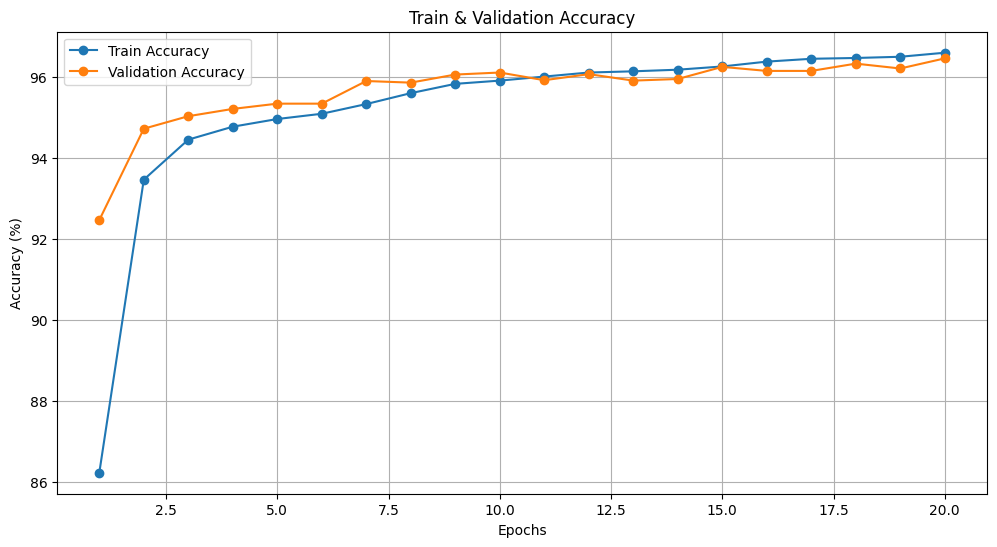 Train & Validation Accuracy
Train Accuracy
Validation Accuracy
96
94
92
90
88
86
Accuracy (%)
2.5 5.0 7.5 10.0 12.5 15.0 17.5 20.0
Epochs